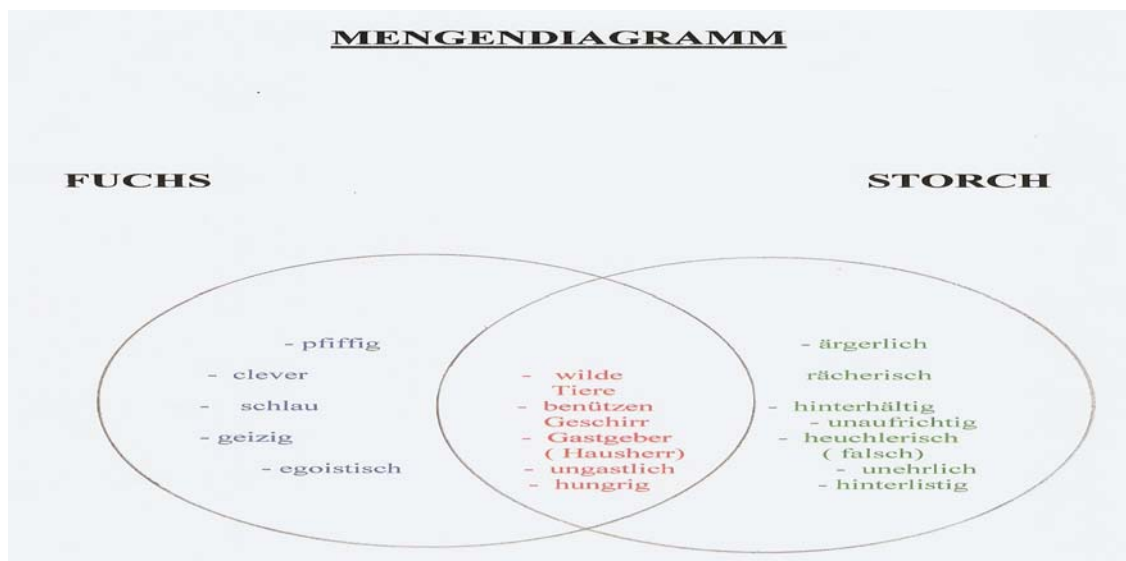 MENGENDIAGRAMM
FUCHS
STORCH
- pfiffig
- clever
- schlau
- geizig
- egoistisch
- wilde
Tiere
- benützen
Geschirr
- Gastgeber
( Hausherr)
- ungastlich
- hungrig
- ärgerlich
rächerisch
- hinterhältig
- unaufrichtig
- heuchlerisch
( falsch)
- unehrlich
- hinterlistig